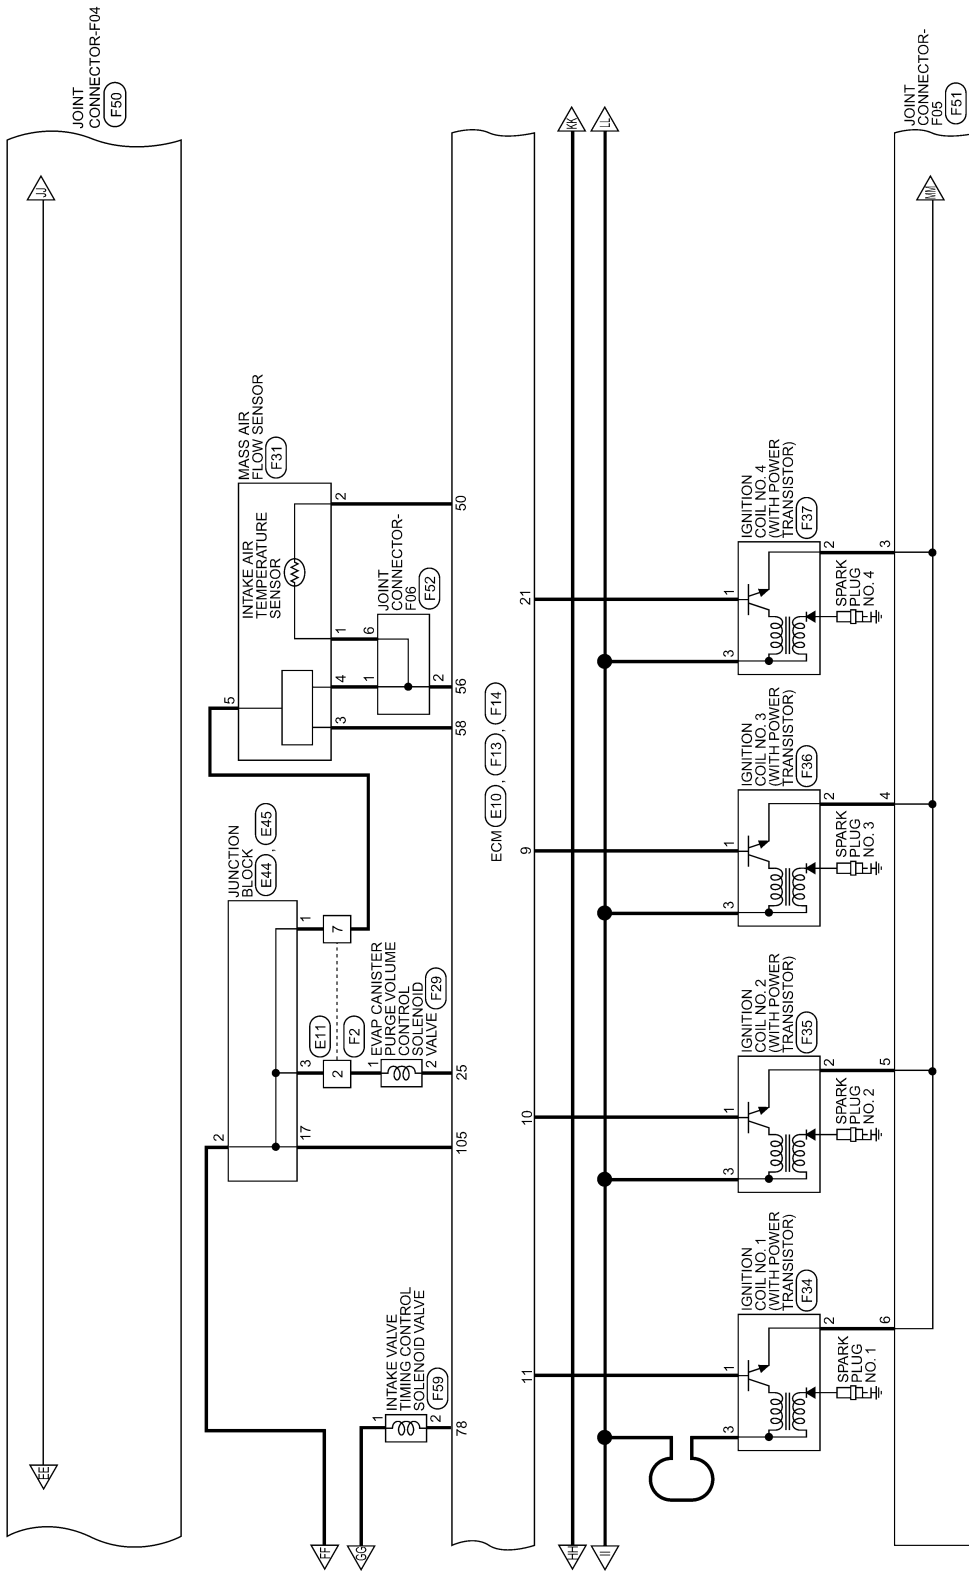 JOINT
CONNECTOR-F04
F50
JJ
EE
MASS AIR
FLOW SENSOR
F31
INTAKE AIR
TEMPERATURE
SENSOR
5
3
4
1
2
JOINT
CONNECTOR-
F06
F52
1
6
2
JUNCTION
BLOCK
E44 , E45
2
17
3
1
7
E11
2
F2
EVAP CANISTER
PURGE VOLUME
CONTROL
SOLENOID
VALVE F29
1
2
INTAKE VALVE
TIMING CONTROL
SOLENOID VALVE
F59
1
2
FF
GG
78
105
25
58
56
50
ECM E10 , F13 , F14
11
10
9
21
KK
LL
HH
II
IGNITION
COIL NO. 1
(WITH POWER
TRANSISTOR)
F34
3
1
2
SPARK
PLUG
NO. 1
6
IGNITION
COIL NO. 2
(WITH POWER
TRANSISTOR)
F35
3
1
2
SPARK
PLUG
NO. 2
5
IGNITION
COIL NO. 3
(WITH POWER
TRANSISTOR)
F36
3
1
2
SPARK
PLUG
NO. 3
4
IGNITION
COIL NO. 4
(WITH POWER
TRANSISTOR)
F37
3
1
2
SPARK
PLUG
NO. 4
3
JOINT
CONNECTOR-
F05
F51
MM